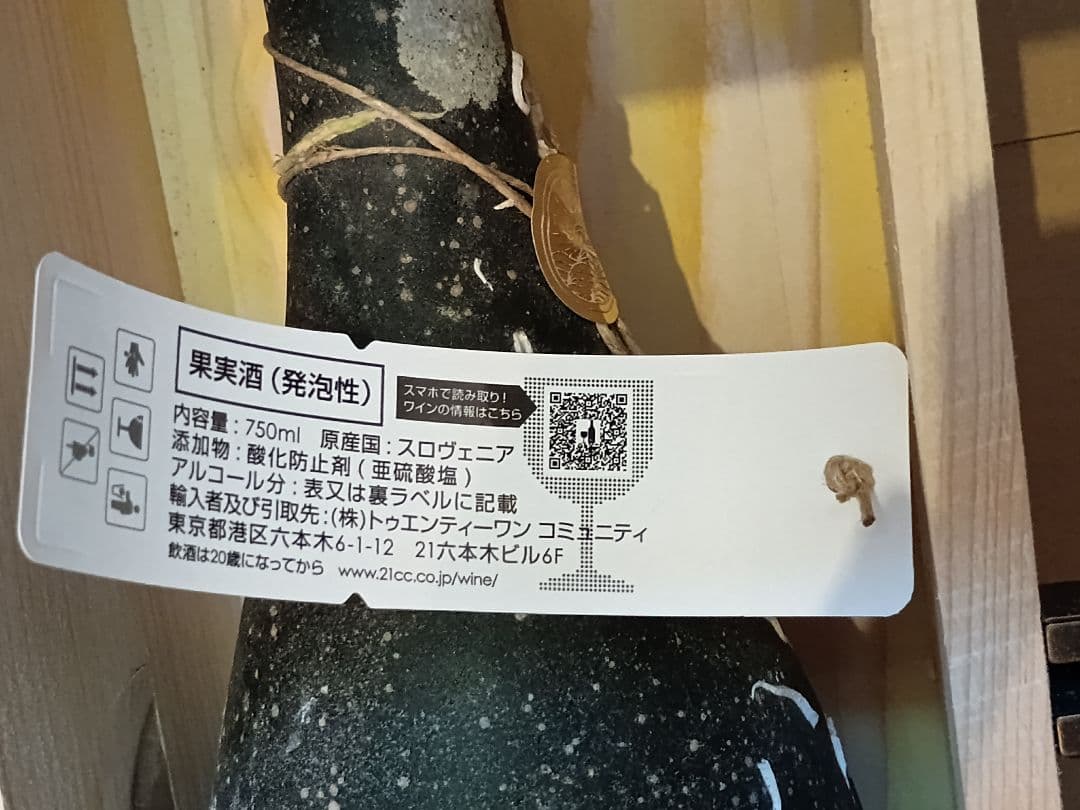 果実酒（発泡性）
スマホで読み取り！
ワインの情報はこちら
内容量：750ml　原産国：スロヴェニア
添加物：酸化防止剤（亜硫酸塩）
アルコール分：表又は裏ラベルに記載
輸入者及び引取先：(株)トゥエンティーワン コミュニティ
東京都港区六本木6-1-12　21六本木ビル6F
飲酒は20歳になってから　www.21cc.co.jp/wine/